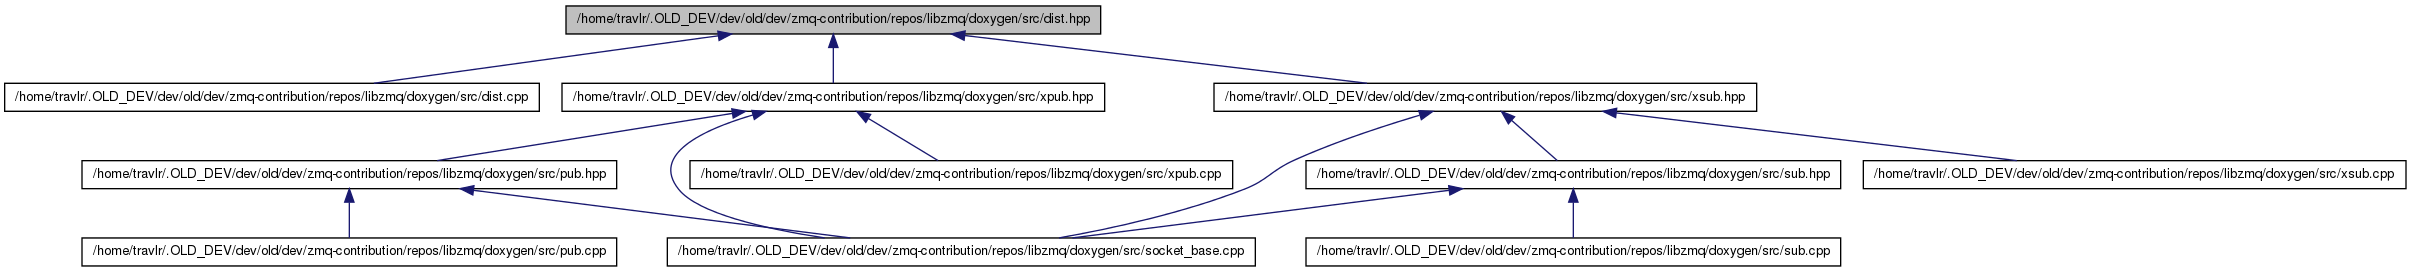 /home/travlr/.OLD_DEV/dev/old/dev/zmq-contribution/repos/libzmq/doxygen/src/dist.hpp
/home/travlr/.OLD_DEV/dev/old/dev/zmq-contribution/repos/libzmq/doxygen/src/dist.cpp
/home/travlr/.OLD_DEV/dev/old/dev/zmq-contribution/repos/libzmq/doxygen/src/xpub.hpp
/home/travlr/.OLD_DEV/dev/old/dev/zmq-contribution/repos/libzmq/doxygen/src/xsub.hpp
/home/travlr/.OLD_DEV/dev/old/dev/zmq-contribution/repos/libzmq/doxygen/src/pub.hpp
/home/travlr/.OLD_DEV/dev/old/dev/zmq-contribution/repos/libzmq/doxygen/src/xpub.cpp
/home/travlr/.OLD_DEV/dev/old/dev/zmq-contribution/repos/libzmq/doxygen/src/sub.hpp
/home/travlr/.OLD_DEV/dev/old/dev/zmq-contribution/repos/libzmq/doxygen/src/xsub.cpp
/home/travlr/.OLD_DEV/dev/old/dev/zmq-contribution/repos/libzmq/doxygen/src/pub.cpp
/home/travlr/.OLD_DEV/dev/old/dev/zmq-contribution/repos/libzmq/doxygen/src/socket_base.cpp
/home/travlr/.OLD_DEV/dev/old/dev/zmq-contribution/repos/libzmq/doxygen/src/sub.cpp